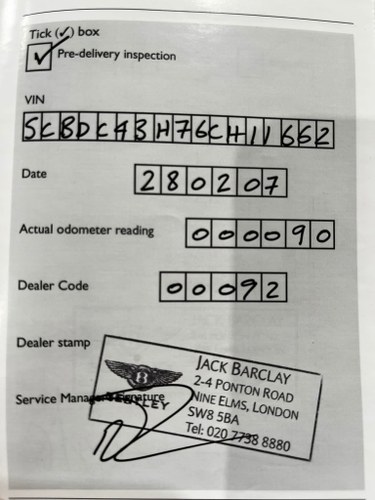 Tick (✓) box
✓ Pre-delivery inspection
VIN
SCBDC43H76CH11662
Date
280207
Actual odometer reading
000090
Dealer Code
00092
Dealer stamp
JACK BARCLAY
2-4 PONTON ROAD
NINE ELMS, LONDON
SW8 5BA
Tel: 020 7738 8880
B
BENTLEY
Service Manager's Signature